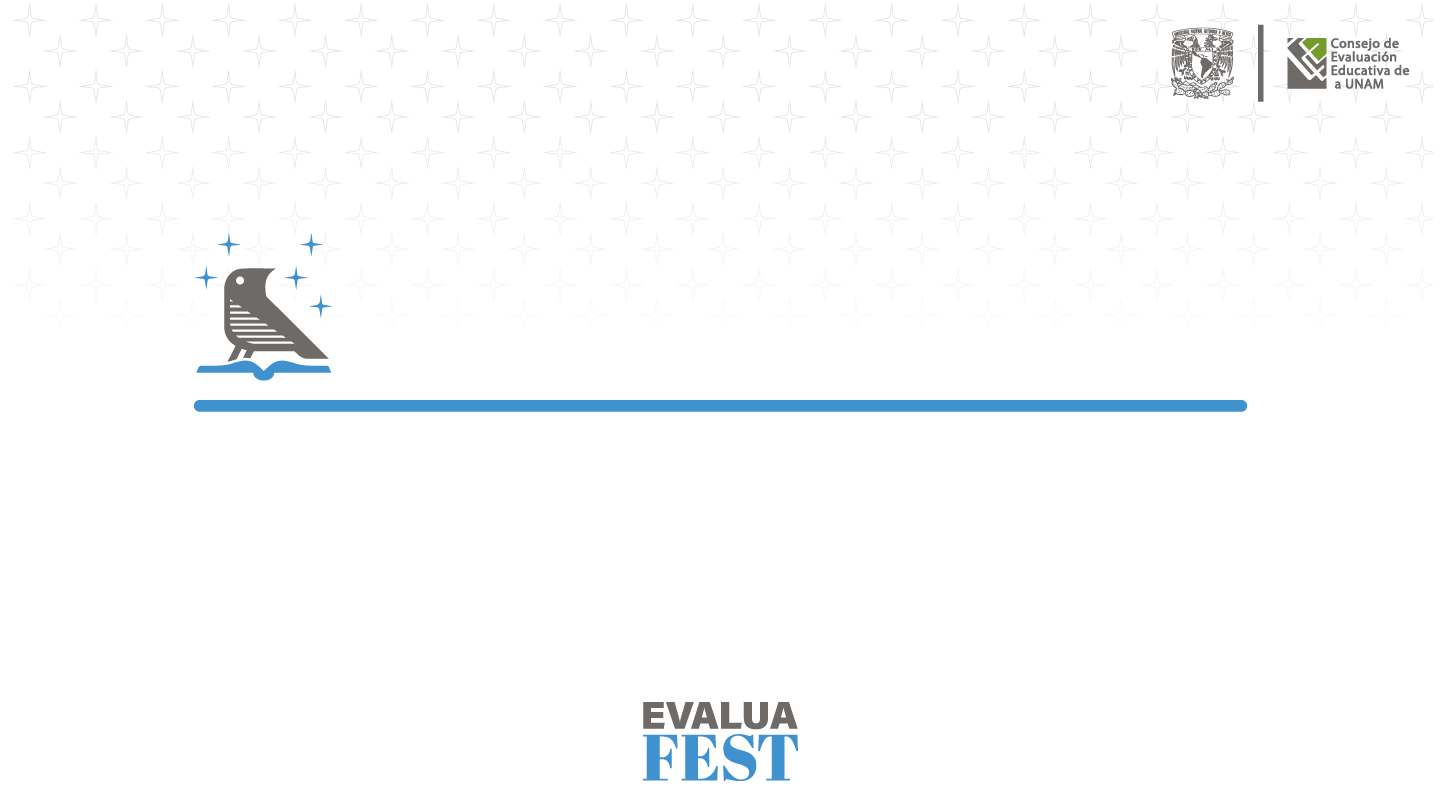 Consejo de
Evaluación
Educativa de
a UNAM
EVALUA
FEST